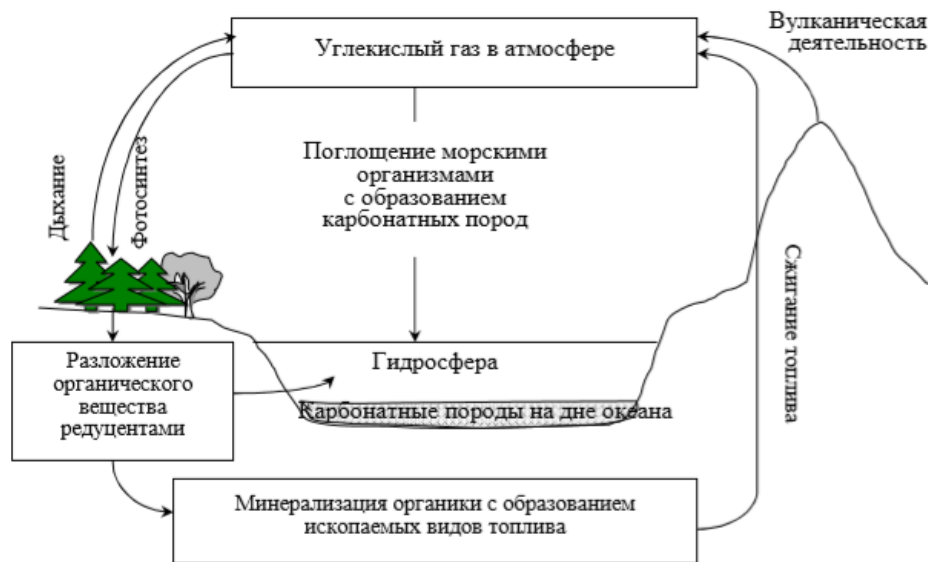 Углекислый газ в атмосфере
Вулканическая
деятельность
Дыхание
Фотосинтез
Поглощение морскими
организмами
с образованием
карбонатных пород
Сжигание топлива
Разложение
органического
вещества
редуцентами
Гидросфера
Карбонатные породы на дне океана
Минерализация органики с образованием
ископаемых видов топлива